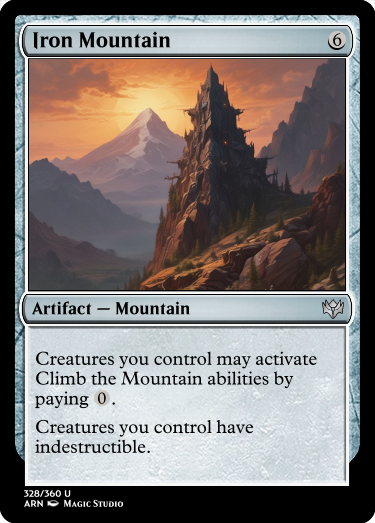 Iron Mountain 6
Artifact — Mountain
Creatures you control may activate
Climb the Mountain abilities by
paying 0.
Creatures you control have
indestructible.
328/360 U
ARN Magic Studio